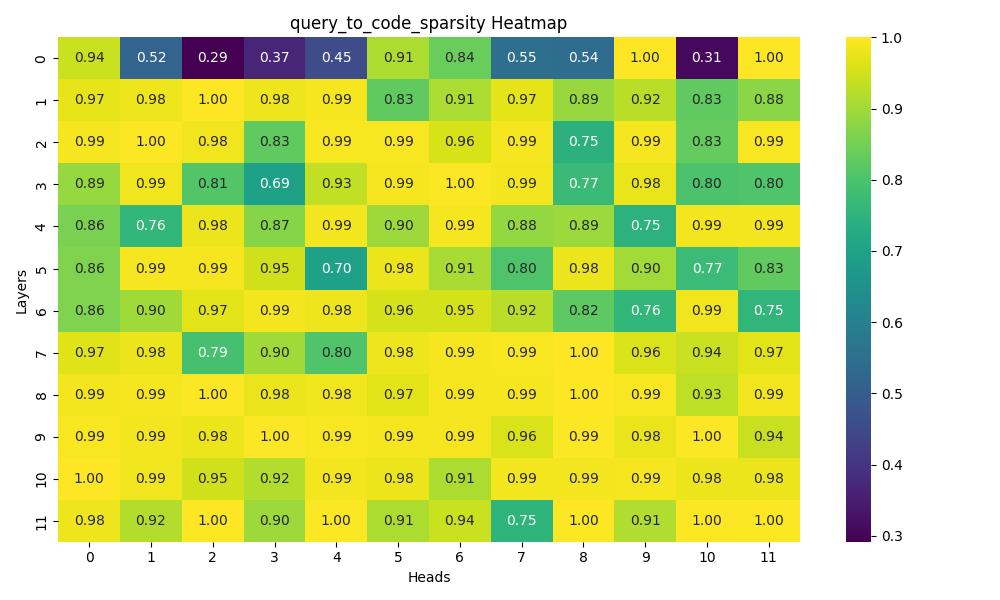 query_to_code_sparsity Heatmap
0 0.94 0.52 0.29 0.37 0.45 0.91 0.84 0.55 0.54 1.00 0.31 1.00
1 0.97 0.98 1.00 0.98 0.99 0.83 0.91 0.97 0.89 0.92 0.83 0.88
2 0.99 1.00 0.98 0.83 0.99 0.99 0.96 0.99 0.75 0.99 0.83 0.99
3 0.89 0.99 0.81 0.69 0.93 0.99 1.00 0.99 0.77 0.98 0.80 0.80
4 0.86 0.76 0.98 0.87 0.99 0.90 0.99 0.88 0.89 0.75 0.99 0.99
5 0.86 0.99 0.99 0.95 0.70 0.98 0.91 0.80 0.98 0.90 0.77 0.83
6 0.86 0.90 0.97 0.99 0.98 0.96 0.95 0.92 0.82 0.76 0.99 0.75
7 0.97 0.98 0.79 0.90 0.80 0.98 0.99 0.99 1.00 0.96 0.94 0.97
8 0.99 0.99 1.00 0.98 0.98 0.97 0.99 0.99 1.00 0.99 0.93 0.99
9 0.99 0.99 0.98 1.00 0.99 0.99 0.99 0.96 0.99 0.98 1.00 0.94
10 1.00 0.99 0.95 0.92 0.99 0.98 0.91 0.99 0.99 0.99 0.98 0.98
11 0.98 0.92 1.00 0.90 1.00 0.91 0.94 0.75 1.00 0.91 1.00 1.00
0 1 2 3 4 5 6 7 8 9 10 11
Heads
Layers
1.0
0.9
0.8
0.7
0.6
0.5
0.4
0.3